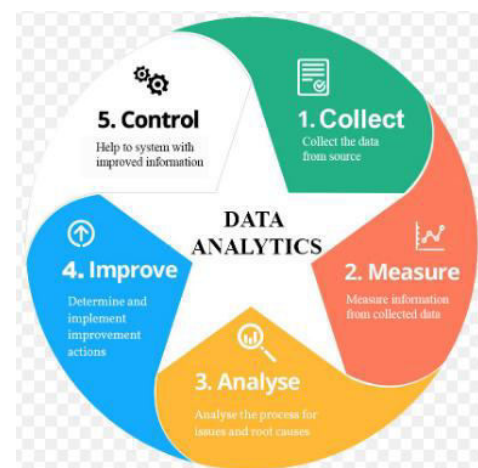 DATA
ANALYTICS
1. Collect
Collect the data
from source
2. Measure
Measure information
from collected data
3. Analyse
Analyse the process for
issues and root causes
4. Improve
Determine and
implement
improvement
actions
5. Control
Help to system with
improved information